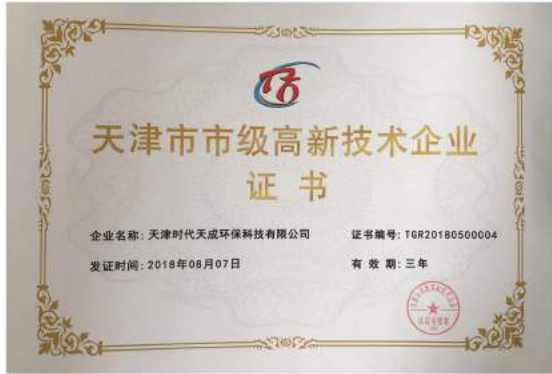 天津市市级高新技术企业
证 书
企业名称：天津时代天成环保科技有限公司
证书编号：TGR20180500004
发证时间：2018年08月07日
有 效 期：三年